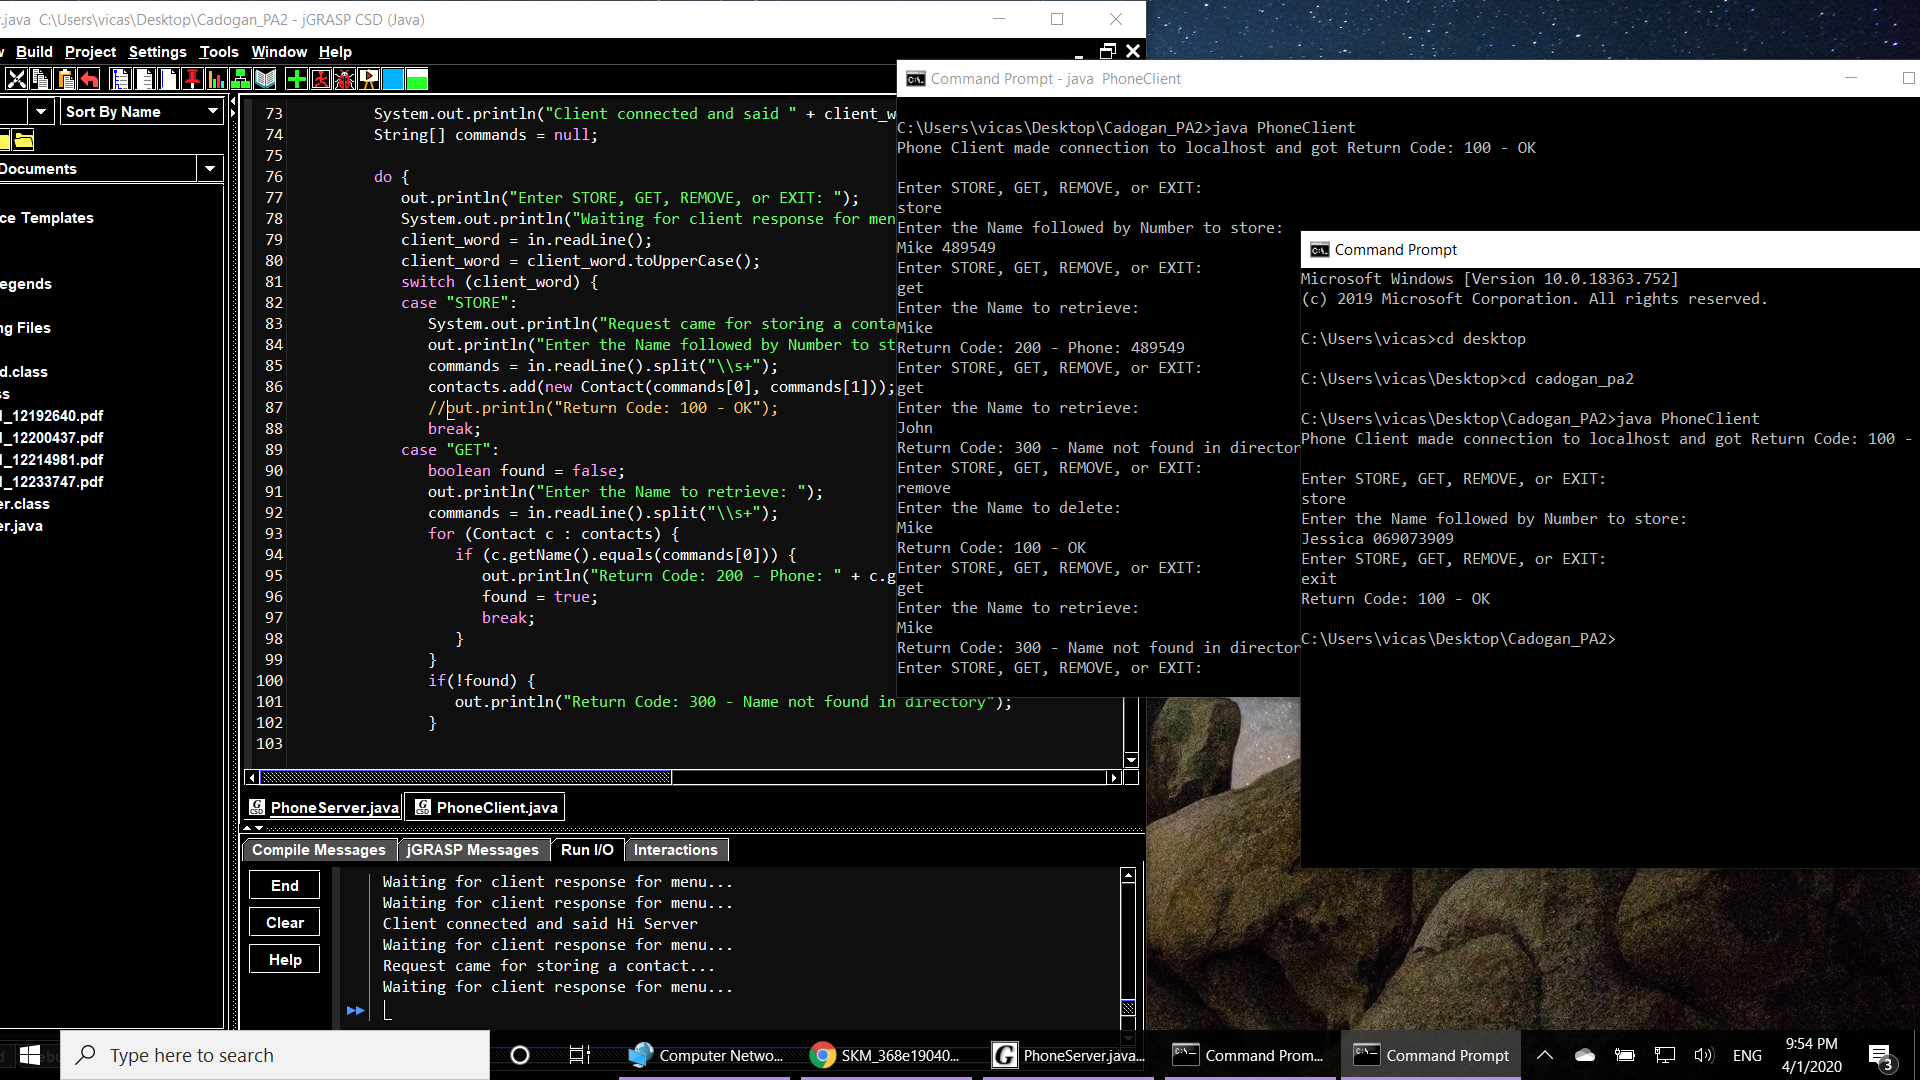 r.java C:\Users\vicas\Desktop\Cadogan_PA2 - jGRASP CSD (Java)
w Build Project Settings Tools Window Help
Sort By Name
Documents
ce Templates
egends
ng Files
d.class
ss
1_12192640.pdf
1_12200437.pdf
1_12214981.pdf
1_12233747.pdf
er.class
er.java
73 System.out.println("Client connected and said " + client_w
74 String[] commands = null;
75
76 do {
77 out.println("Enter STORE, GET, REMOVE, or EXIT: ");
78 System.out.println("Waiting for client response for men
79 client_word = in.readLine();
80 client_word = client_word.toUpperCase();
81 switch (client_word) {
82 case "STORE":
83 System.out.println("Request came for storing a conta
84 out.println("Enter the Name followed by Number to st
85 commands = in.readLine().split("\\s+");
86 contacts.add(new Contact(commands[0], commands[1]));
87 //out.println("Return Code: 100 - OK");
88 break;
89 case "GET":
90 boolean found = false;
91 out.println("Enter the Name to retrieve: ");
92 commands = in.readLine().split("\\s+");
93 for (Contact c : contacts) {
94 if (c.getName().equals(commands[0])) {
95 out.println("Return Code: 200 - Phone: " + c.g
96 found = true;
97 break;
98 }
99 }
100 if(!found) {
101 out.println("Return Code: 300 - Name not found in directory");
102 }
103
PhoneServer.java PhoneClient.java
Compile Messages jGRASP Messages Run I/O Interactions
End
Clear
Help
Waiting for client response for menu...
Waiting for client response for menu...
Client connected and said Hi Server
Waiting for client response for menu...
Request came for storing a contact...
Waiting for client response for menu...
Command Prompt - java PhoneClient
C:\Users\vicas\Desktop\Cadogan_PA2>java PhoneClient
Phone Client made connection to localhost and got Return Code: 100 - OK
Enter STORE, GET, REMOVE, or EXIT:
store
Enter the Name followed by Number to store:
Mike 489549
Enter STORE, GET, REMOVE, or EXIT:
get
Enter the Name to retrieve:
Mike
Return Code: 200 - Phone: 489549
Enter STORE, GET, REMOVE, or EXIT:
get
Enter the Name to retrieve:
John
Return Code: 300 - Name not found in director
Enter STORE, GET, REMOVE, or EXIT:
remove
Enter the Name to delete:
Mike
Return Code: 100 - OK
Enter STORE, GET, REMOVE, or EXIT:
get
Enter the Name to retrieve:
Mike
Return Code: 300 - Name not found in director
Enter STORE, GET, REMOVE, or EXIT:
Command Prompt
Microsoft Windows [Version 10.0.18363.752]
(c) 2019 Microsoft Corporation. All rights reserved.
C:\Users\vicas>cd desktop
C:\Users\vicas\Desktop>cd cadogan_pa2
C:\Users\vicas\Desktop\Cadogan_PA2>java PhoneClient
Phone Client made connection to localhost and got Return Code: 100 -
Enter STORE, GET, REMOVE, or EXIT:
store
Enter the Name followed by Number to store:
Jessica 069073909
Enter STORE, GET, REMOVE, or EXIT:
exit
Return Code: 100 - OK
C:\Users\vicas\Desktop\Cadogan_PA2>
Type here to search
Computer Netwo...
SKM_368e19040...
PhoneServer.java...
Command Prom...
Command Prompt
ENG
9:54 PM
4/1/2020
3